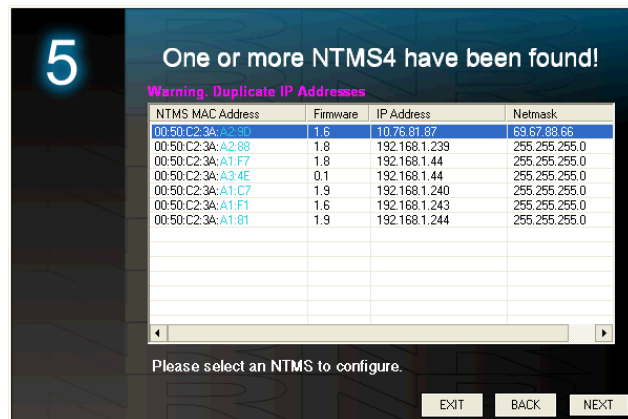 5
One or more NTMS4 have been found!
Warning. Duplicate IP Addresses
NTMS MAC Address Firmware IP Address Netmask
00:50:C2:3A:A2:9D 1.6 10.76.81.87 69.67.88.66
00:50:C2:3A:A2:88 1.8 192.168.1.239 255.255.255.0
00:50:C2:3A:A1:F7 1.8 192.168.1.44 255.255.255.0
00:50:C2:3A:A3:4E 0.1 192.168.1.44 255.255.255.0
00:50:C2:3A:A1:C7 1.9 192.168.1.240 255.255.255.0
00:50:C2:3A:A1:F1 1.6 192.168.1.243 255.255.255.0
00:50:C2:3A:A1:81 1.9 192.168.1.244 255.255.255.0
Please select an NTMS to configure.
EXIT BACK NEXT